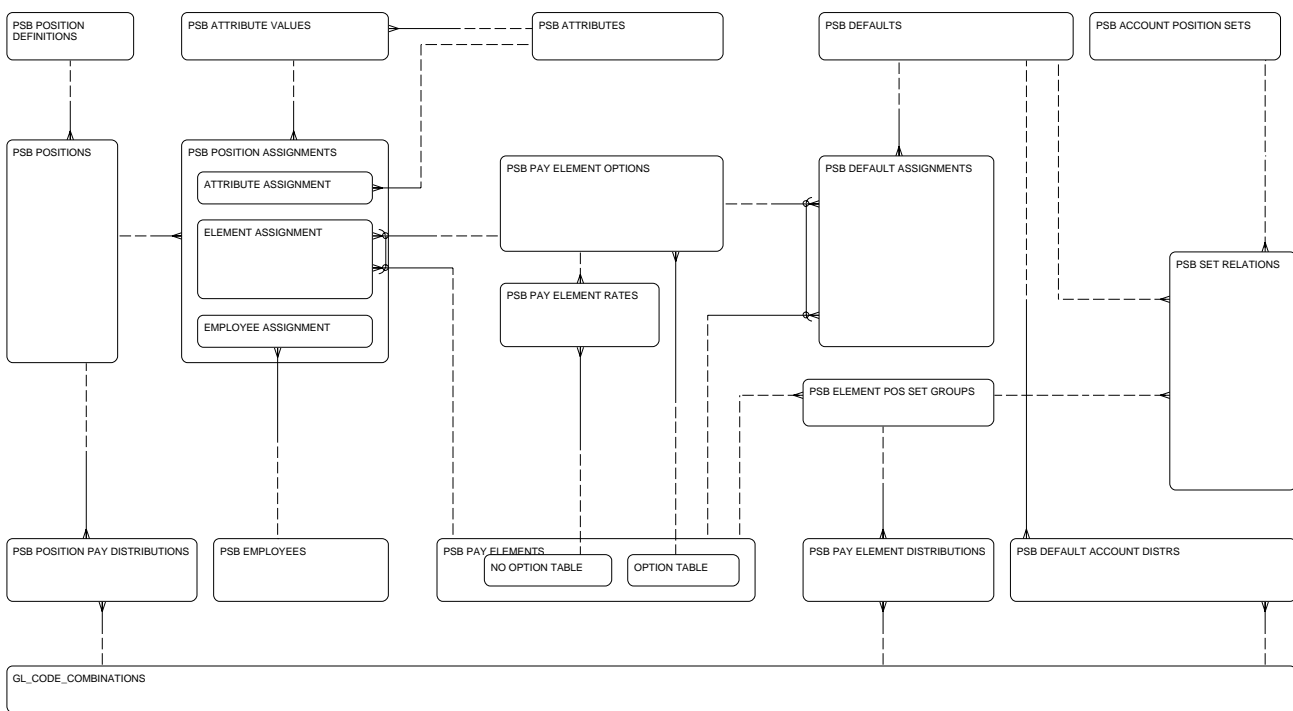 PSB POSITION
DEFINITIONS
PSB ATTRIBUTE VALUES
PSB ATTRIBUTES
PSB DEFAULTS
PSB ACCOUNT POSITION SETS
PSB POSITIONS
PSB POSITION ASSIGNMENTS
ATTRIBUTE ASSIGNMENT
ELEMENT ASSIGNMENT
EMPLOYEE ASSIGNMENT
PSB PAY ELEMENT OPTIONS
PSB DEFAULT ASSIGNMENTS
PSB SET RELATIONS
PSB PAY ELEMENT RATES
PSB ELEMENT POS SET GROUPS
PSB POSITION PAY DISTRIBUTIONS
PSB EMPLOYEES
PSB PAY ELEMENTS
NO OPTION TABLE
OPTION TABLE
PSB PAY ELEMENT DISTRIBUTIONS
PSB DEFAULT ACCOUNT DISTRS
GL_CODE_COMBINATIONS